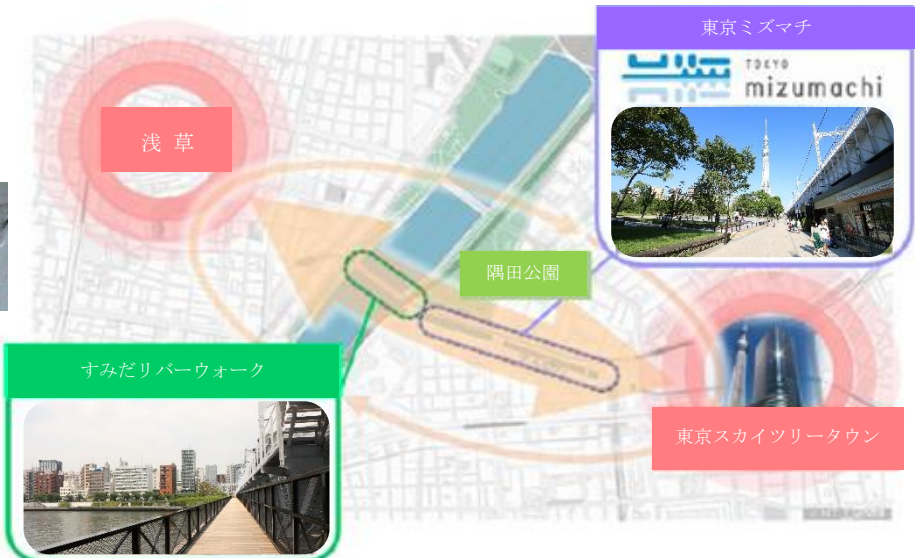 東京ミズマチ
TOKYO
mizumachi
浅草
隅田公園
すみだリバーウォーク
東京スカイツリータウン